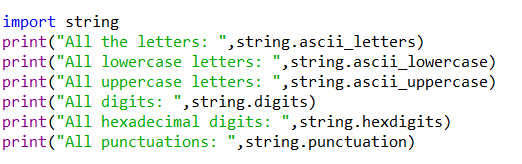 import string
print("All the letters: ",string.ascii_letters)
print("All lowercase letters: ",string.ascii_lowercase)
print("All uppercase letters: ",string.ascii_uppercase)
print("All digits: ",string.digits)
print("All hexadecimal digits: ",string.hexdigits)
print("All punctuations: ",string.punctuation)